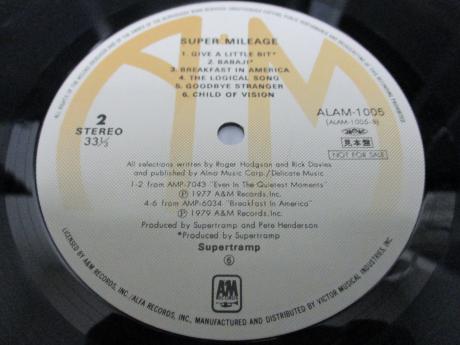 SUPER MILEAGE
1. GIVE A LITTLE BIT*
2. BABAJI*
3. BREAKFAST IN AMERICA
4. THE LOGICAL SONG
5. GOODBYE STRANGER
6. CHILD OF VISION
2
STEREO
33⅓
ALAM-1005
(ALAM-1005-B)
見本盤
NOT FOR SALE
All selections written by Roger Hodgson and Rick Davies
and published by Almo Music Corp./Delicate Music
1-2 from AMP-7043 "Even In The Quietest Moments"
Ⓟ 1977 A&M Records, Inc.
4-6 from AMP-6034 "Breakfast In America"
Ⓟ 1979 A&M Records, Inc.
Produced by Supertramp and Pete Henderson
*Produced by Supertramp
Supertramp
6
A&M
RECORDS
LICENSED BY A&M RECORDS, INC./ALFA RECORDS, INC., MANUFACTURED AND DISTRIBUTED BY VICTOR MUSICAL INDUSTRIES, INC.